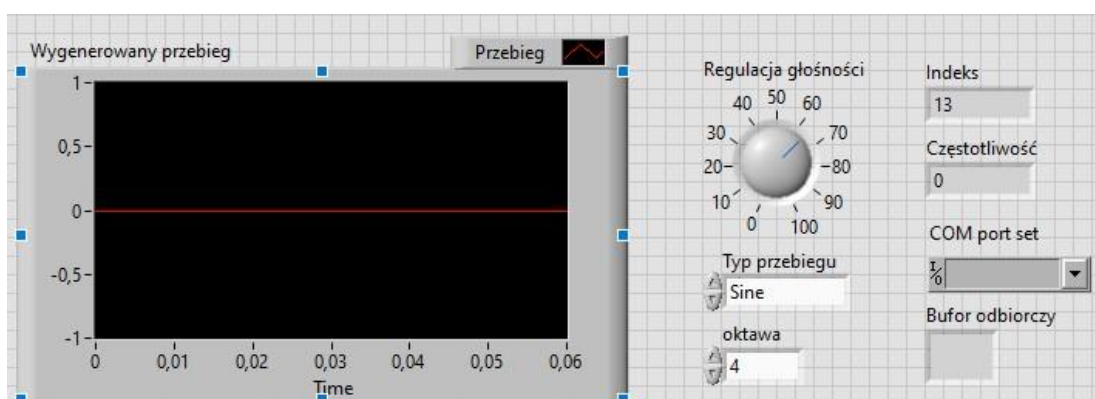 Wygenerowany przebieg
Przebieg
1
0,5
0
-0,5
-1
0 0,01 0,02 0,03 0,04 0,05 0,06
Time
Regulacja głośności
0 10 20 30 40 50 60 70 80 90 100
Typ przebiegu
Sine
oktawa
4
Indeks
13
Częstotliwość
0
COM port set
I/O
Bufor odbiorczy